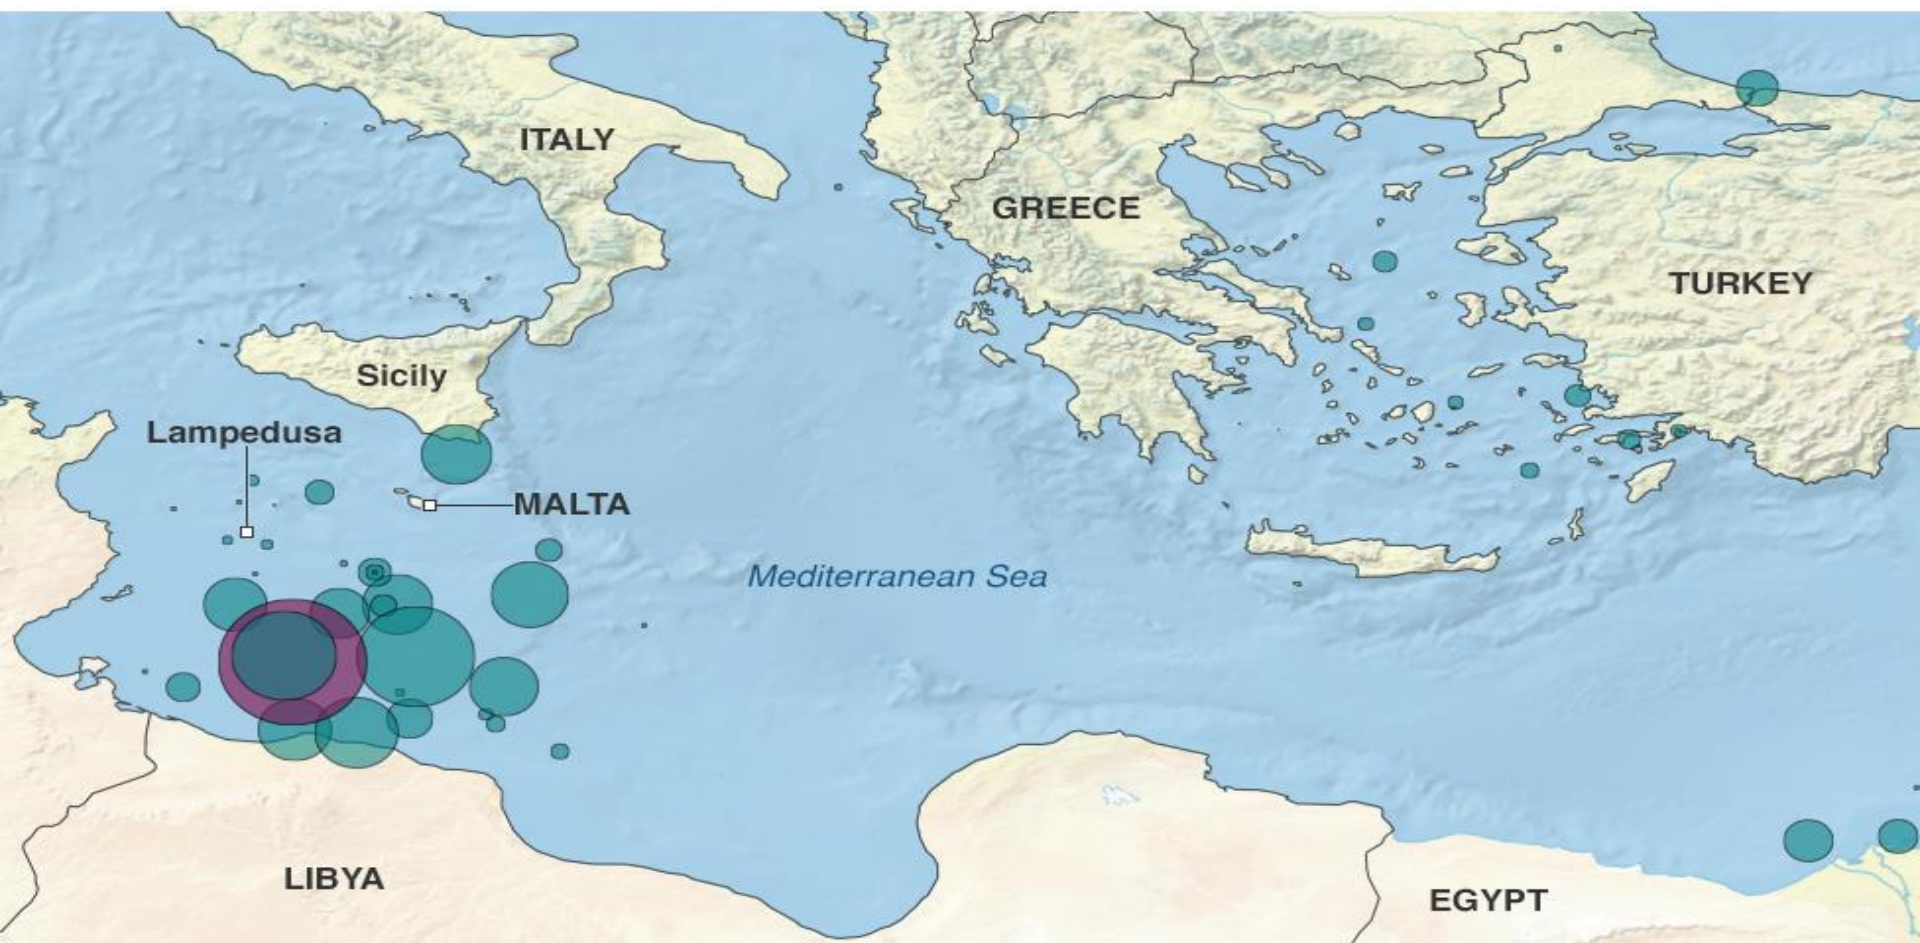 ITALY
GREECE
TURKEY
Sicily
Lampedusa
MALTA
Mediterranean Sea
LIBYA
EGYPT